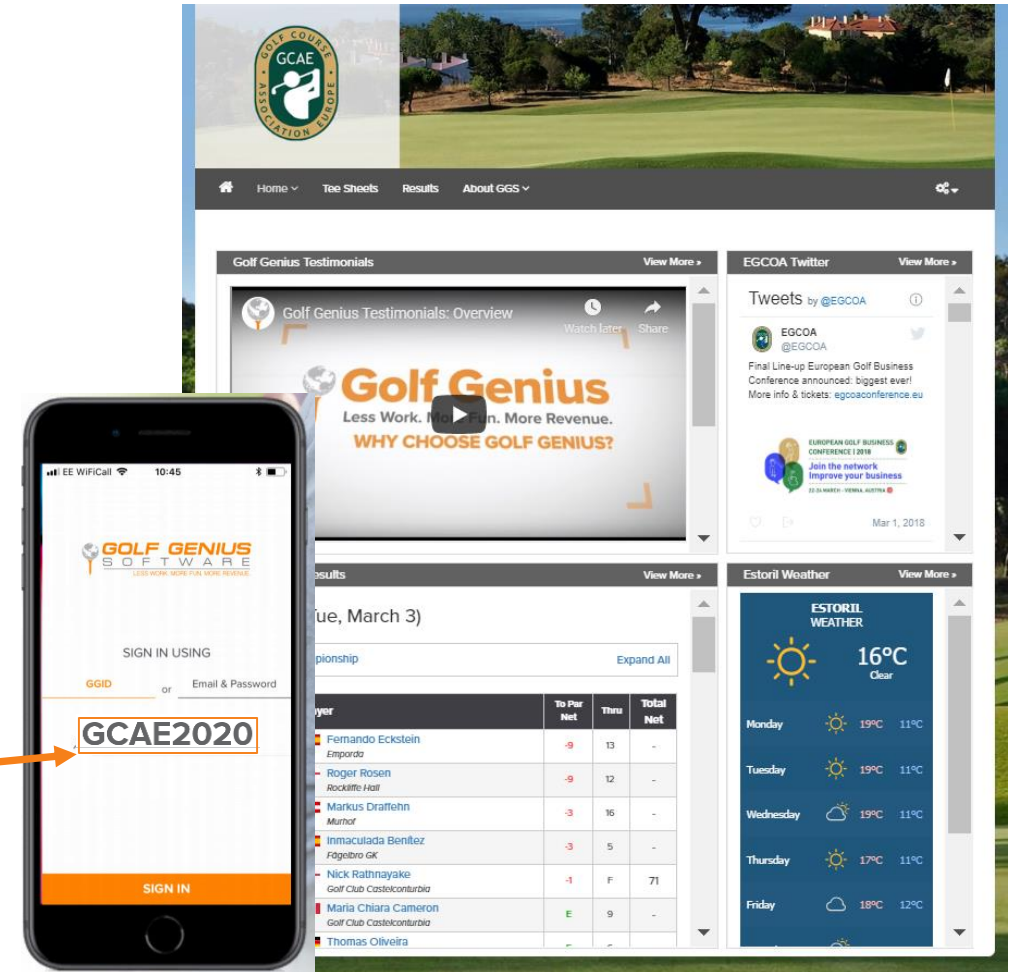 GOLF COURSE
GCAE
ASSOCIATION EUROPE
Home Tee Sheets Results About GGS
Golf Genius Testimonials View More »
Golf Genius Testimonials: Overview
Watch later Share
Golf Genius
Less Work. More Fun. More Revenue.
WHY CHOOSE GOLF GENIUS?
EGCOA Twitter View More »
Tweets by @EGCOA
EGCOA
@EGCOA
Final Line-up European Golf Business
Conference announced: biggest ever!
More info & tickets: egcoaconference.eu
EUROPEAN GOLF BUSINESS
CONFERENCE | 2018
Join the network
Improve your business
22-24 MARCH - VIENNA, AUSTRIA
Mar 1, 2018
EE WiFiCall 10:45
GOLF GENIUS
SOFTWARE
LESS WORK. MORE FUN. MORE REVENUE.
SIGN IN USING
GGID or Email & Password
GCAE2020
SIGN IN
esults View More »
ue, March 3)
pionship Expand All
yer To Par Net Thru Total Net
Fernando Eckstein -9 13 -
Emporda
Roger Rosen -9 12 -
Rockliffe Hall
Markus Draffehn -3 16 -
Murhof
Inmaculada Benítez -3 5 -
Fågelbro GK
Nick Rathnayake -1 F 71
Golf Club Castelconturbia
Maria Chiara Cameron E 9 -
Golf Club Castelconturbia
Thomas Oliveira
Estoril Weather View More »
ESTORIL
WEATHER
16°C
Clear
Monday 19°C 11°C
Tuesday 19°C 11°C
Wednesday 19°C 11°C
Thursday 17°C 11°C
Friday 18°C 12°C